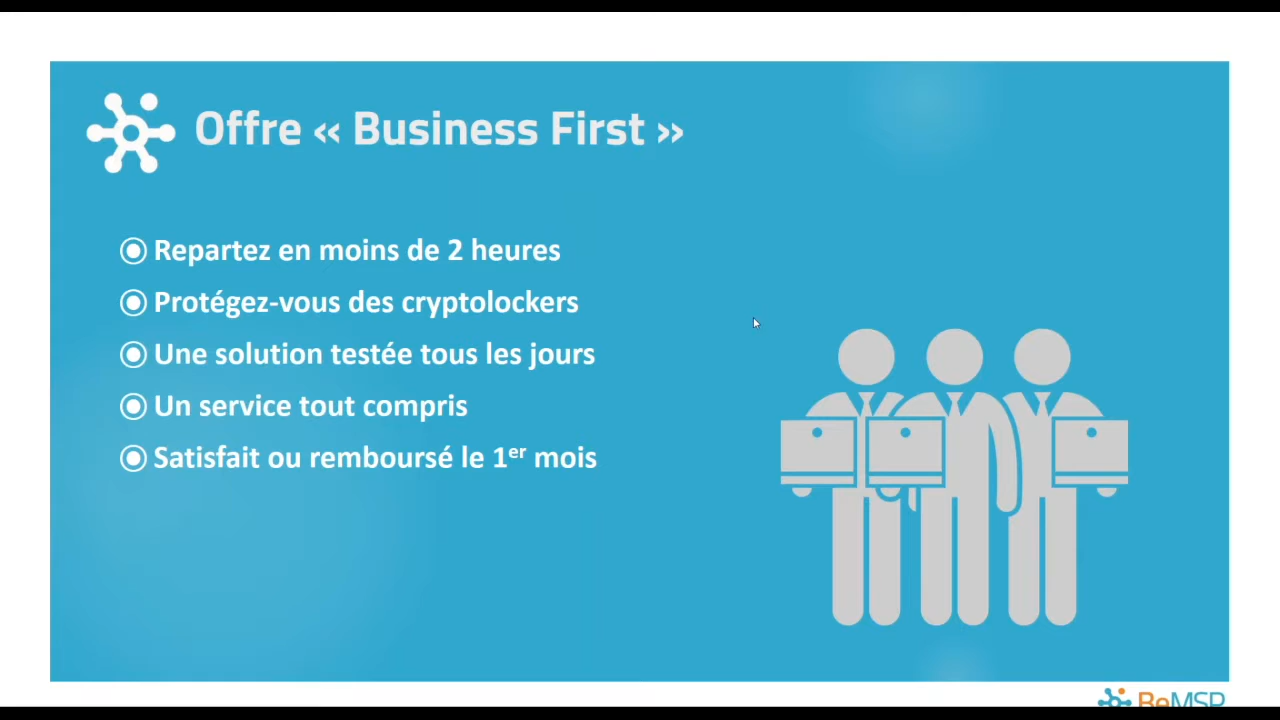 Offre « Business First »
Repartez en moins de 2 heures
Protégez-vous des cryptolockers
Une solution testée tous les jours
Un service tout compris
Satisfait ou remboursé le 1er mois
BeMSP